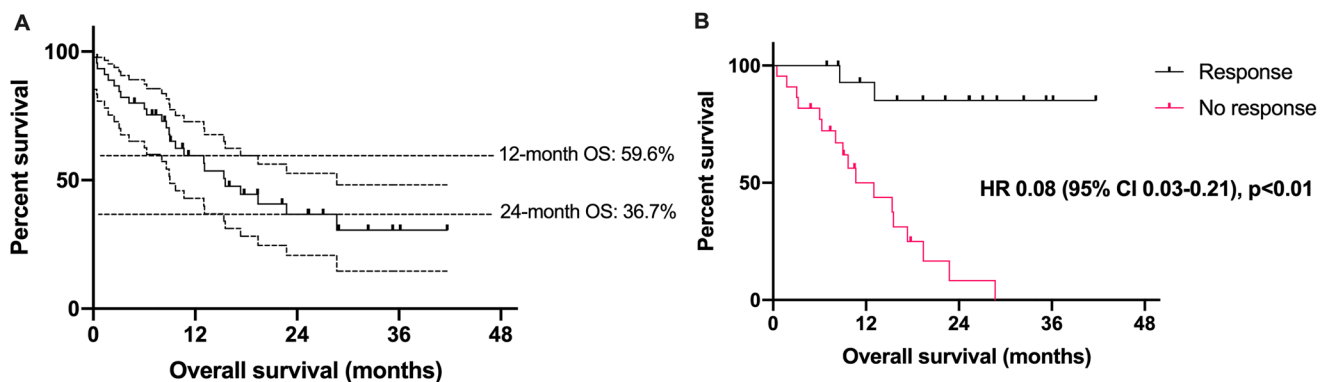 A
Percent survival
100
50
0
0 12 24 36 48
Overall survival (months)
12-month OS: 59.6%
24-month OS: 36.7%
B
Percent survival
100
50
0
0 12 24 36 48
Overall survival (months)
Response
No response
HR 0.08 (95% CI 0.03-0.21), p<0.01